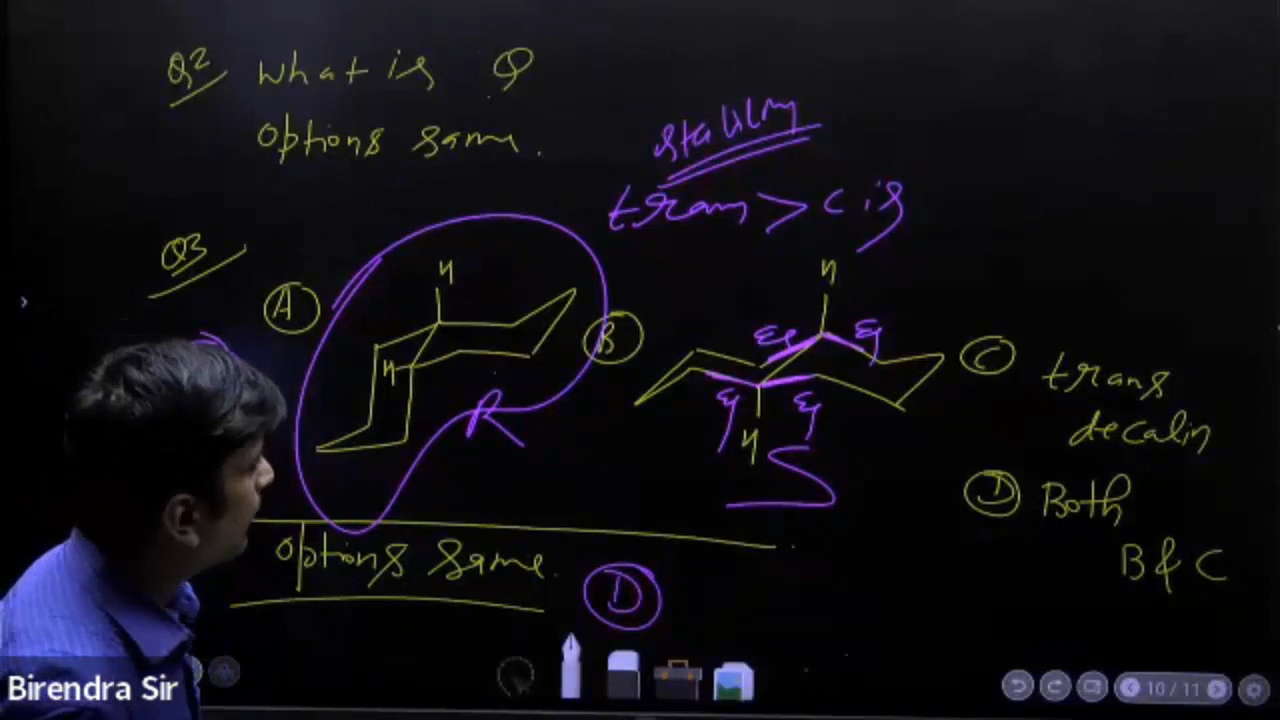 Q2 What is Q
Options same.
stability
trans > cis
Q3
A
H
H
R
B
H
eq eq
eq eq
H
S
C trans
decalin
D Both
B & C
Options same.
D
Birendra Sir
10 / 11